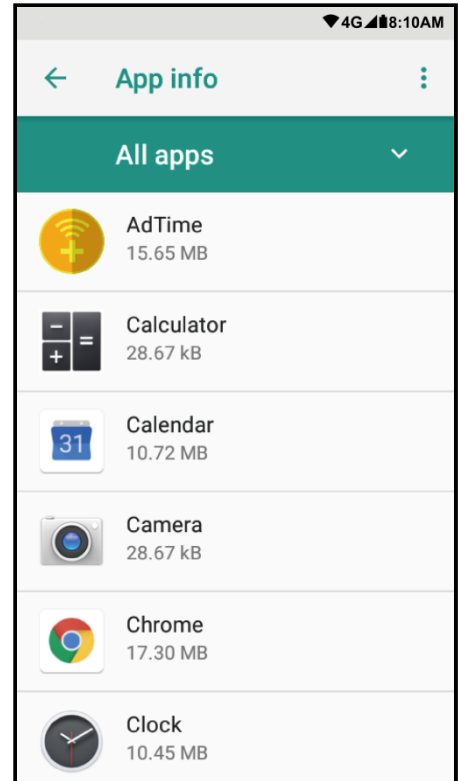 4G 8:10AM
App info
All apps
AdTime
15.65 MB
Calculator
28.67 kB
31
Calendar
10.72 MB
Camera
28.67 kB
Chrome
17.30 MB
Clock
10.45 MB